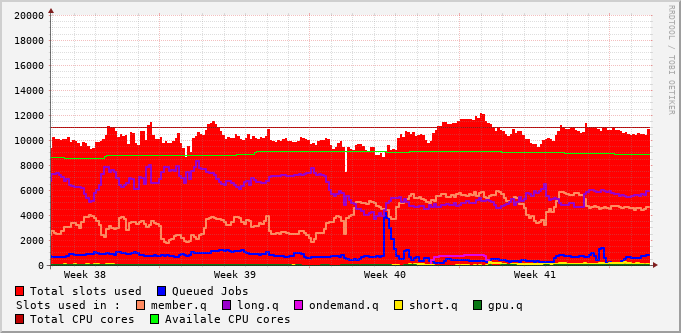 20000
18000
16000
14000
12000
10000
8000
6000
4000
2000
0
Week 38 Week 39 Week 40 Week 41
Total slots used Queued Jobs
Slots used in : member.q long.q ondemand.q short.q gpu.q
Total CPU cores Availale CPU cores
RRDTOOL / TOBI OETIKER